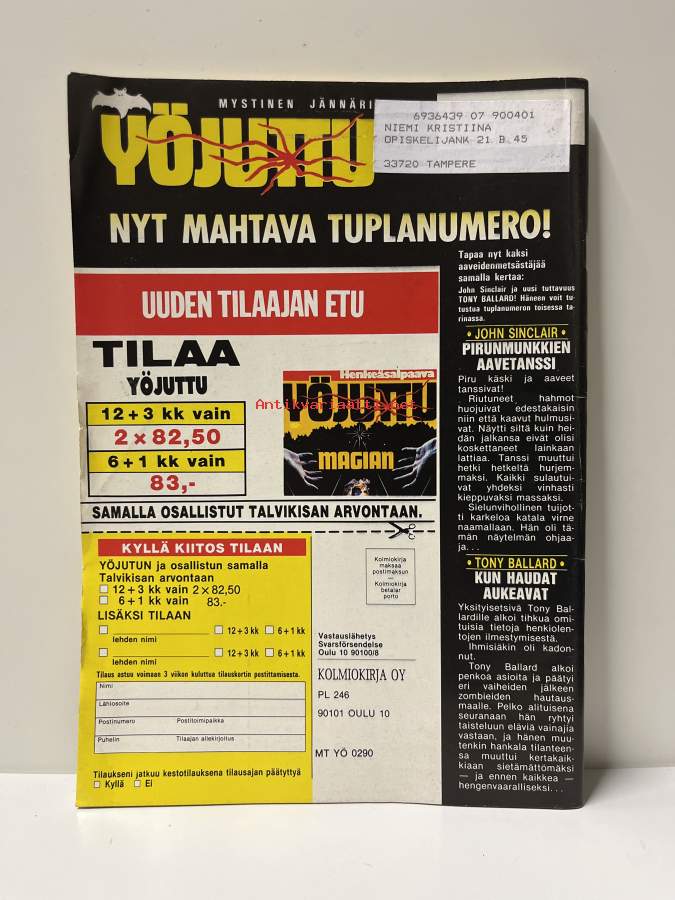 MYSTINEN JÄNNÄRI
YÖJUTTU
6936439 07 900401
NIEMI KRISTIINA
OPISKELIJANK 21 B 45
33720 TAMPERE
NYT MAHTAVA TUPLANUMERO!
UUDEN TILAAJAN ETU
TILAA
YÖJUTTU
12 + 3 kk vain
2 x 82,50
6 + 1 kk vain
83,-
Henkeäsalpaava
YÖJUTTU
Antikvariaattimet
MAGIAN
SAMALLA OSALLISTUT TALVIKISAN ARVONTAAN.
KYLLÄ KIITOS TILAAN
YÖJUTUN ja osallistun samalla
Talvikisan arvontaan
12 + 3 kk vain 2 x 82,50
6 + 1 kk vain 83.-
LISÄKSI TILAAN
12 + 3 kk 6 + 1 kk
lehden nimi
12 + 3 kk 6 + 1 kk
lehden nimi
Tilaus astuu voimaan 3 viikon kuluttua tilauskortin postittamisesta.
Nimi
Lähiosoite
Postinumero Postitoimipaikka
Puhelin Tilaajan allekirjoitus
Tilaukseni jatkuu kestotilauksena tilausajan päätyttyä
Kyllä Ei
Kolmiokirja
maksaa
postimaksun
—
Kolmiokirja
betalar
porto
Vastauslähetys
Svarsförsendelse
Oulu 10 90100/8
KOLMIOKIRJA OY
PL 246
90101 OULU 10
MT YÖ 0290
Tapaa nyt kaksi
aaveidenmetsästäjää
samalla kertaa:
John Sinclair ja uusi tuttavuus
TONY BALLARD! Häneen voit tu-
tustua tuplanumeron toisessa ta-
rinassa.
• JOHN SINCLAIR •
PIRUNMUNKKIEN
AAVETANSSI
Piru käski ja aaveet
tanssivat!
Riutuneet hahmot
huojuivat edestakaisin
niin että kaavut hulmusi-
vat. Näytti siltä kuin hei-
dän jalkansa eivät olisi
koskettaneet lainkaan
lattiaa. Tanssi muuttui
hetki hetkeltä hurjem-
maksi. Kaikki sulautui-
vat yhdeksi vinhasti
kieppuvaksi massaksi.
Sielunvihollinen tuijot-
ti karkeloa katala virne
naamallaan. Hän oli tä-
män näytelmän ohjaa-
ja...
• TONY BALLARD •
KUN HAUDAT
AUKEAVAT
Yksityisetsivä Tony Bal-
lardille alkoi tihkua omi-
tuisia tietoja henkiolen-
tojen ilmestymisestä.
Ihmisiäkin oli kadon-
nut.
Tony Ballard alkoi
penkoa asioita ja päätyi
eri vaiheiden jälkeen
zombieiden hautaus-
maalle. Pelko alituisena
seuranaan hän ryhtyi
taisteluun eläviä vainajia
vastaan, ja hänen muu-
tenkin hankala tilanteen-
sa muuttui kertakaik-
kiaan sietämättömäksi
— ja ennen kaikkea —
hengenvaaralliseksi...